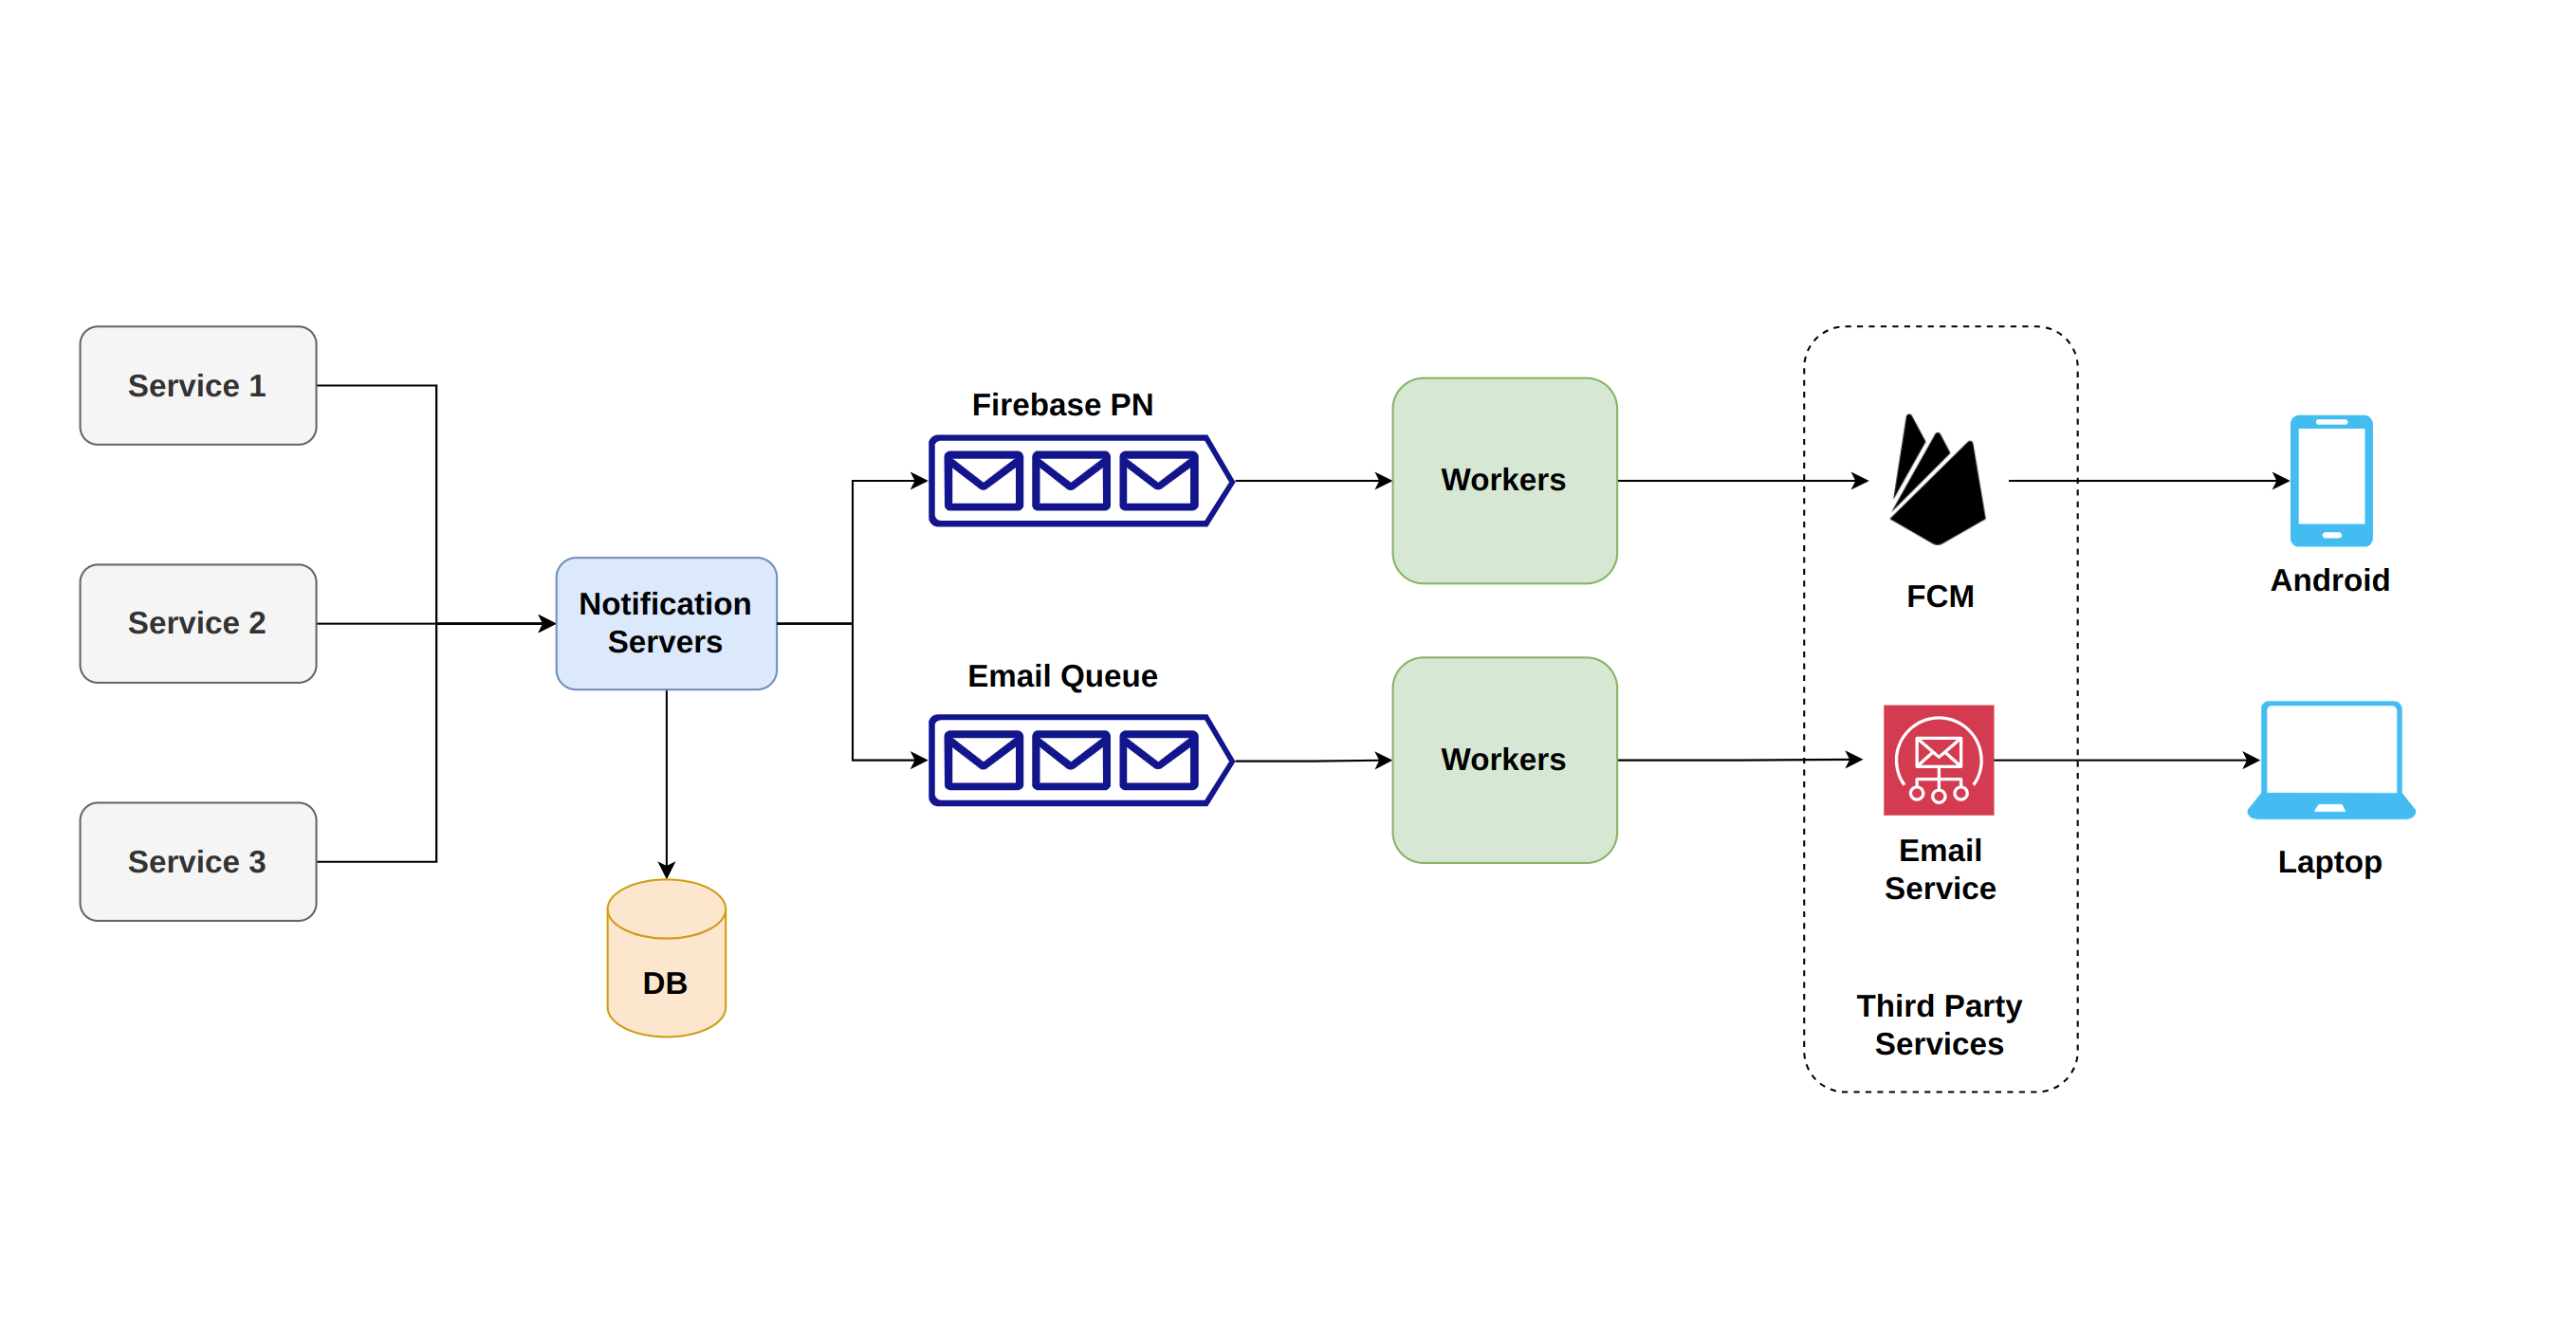 Service 1
Service 2
Service 3
Notification
Servers
DB
Firebase PN
Email Queue
Workers
Workers
FCM
Email
Service
Third Party
Services
Android
Laptop